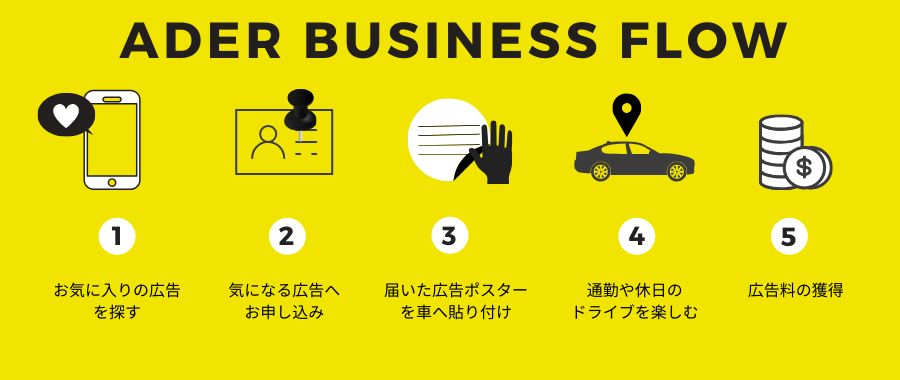 ADER BUSINESS FLOW
$
1
お気に入りの広告
を探す
2
気になる広告へ
お申し込み
3
届いた広告ポスター
を車へ貼り付け
4
通勤や休日の
ドライブを楽しむ
5
広告料の獲得